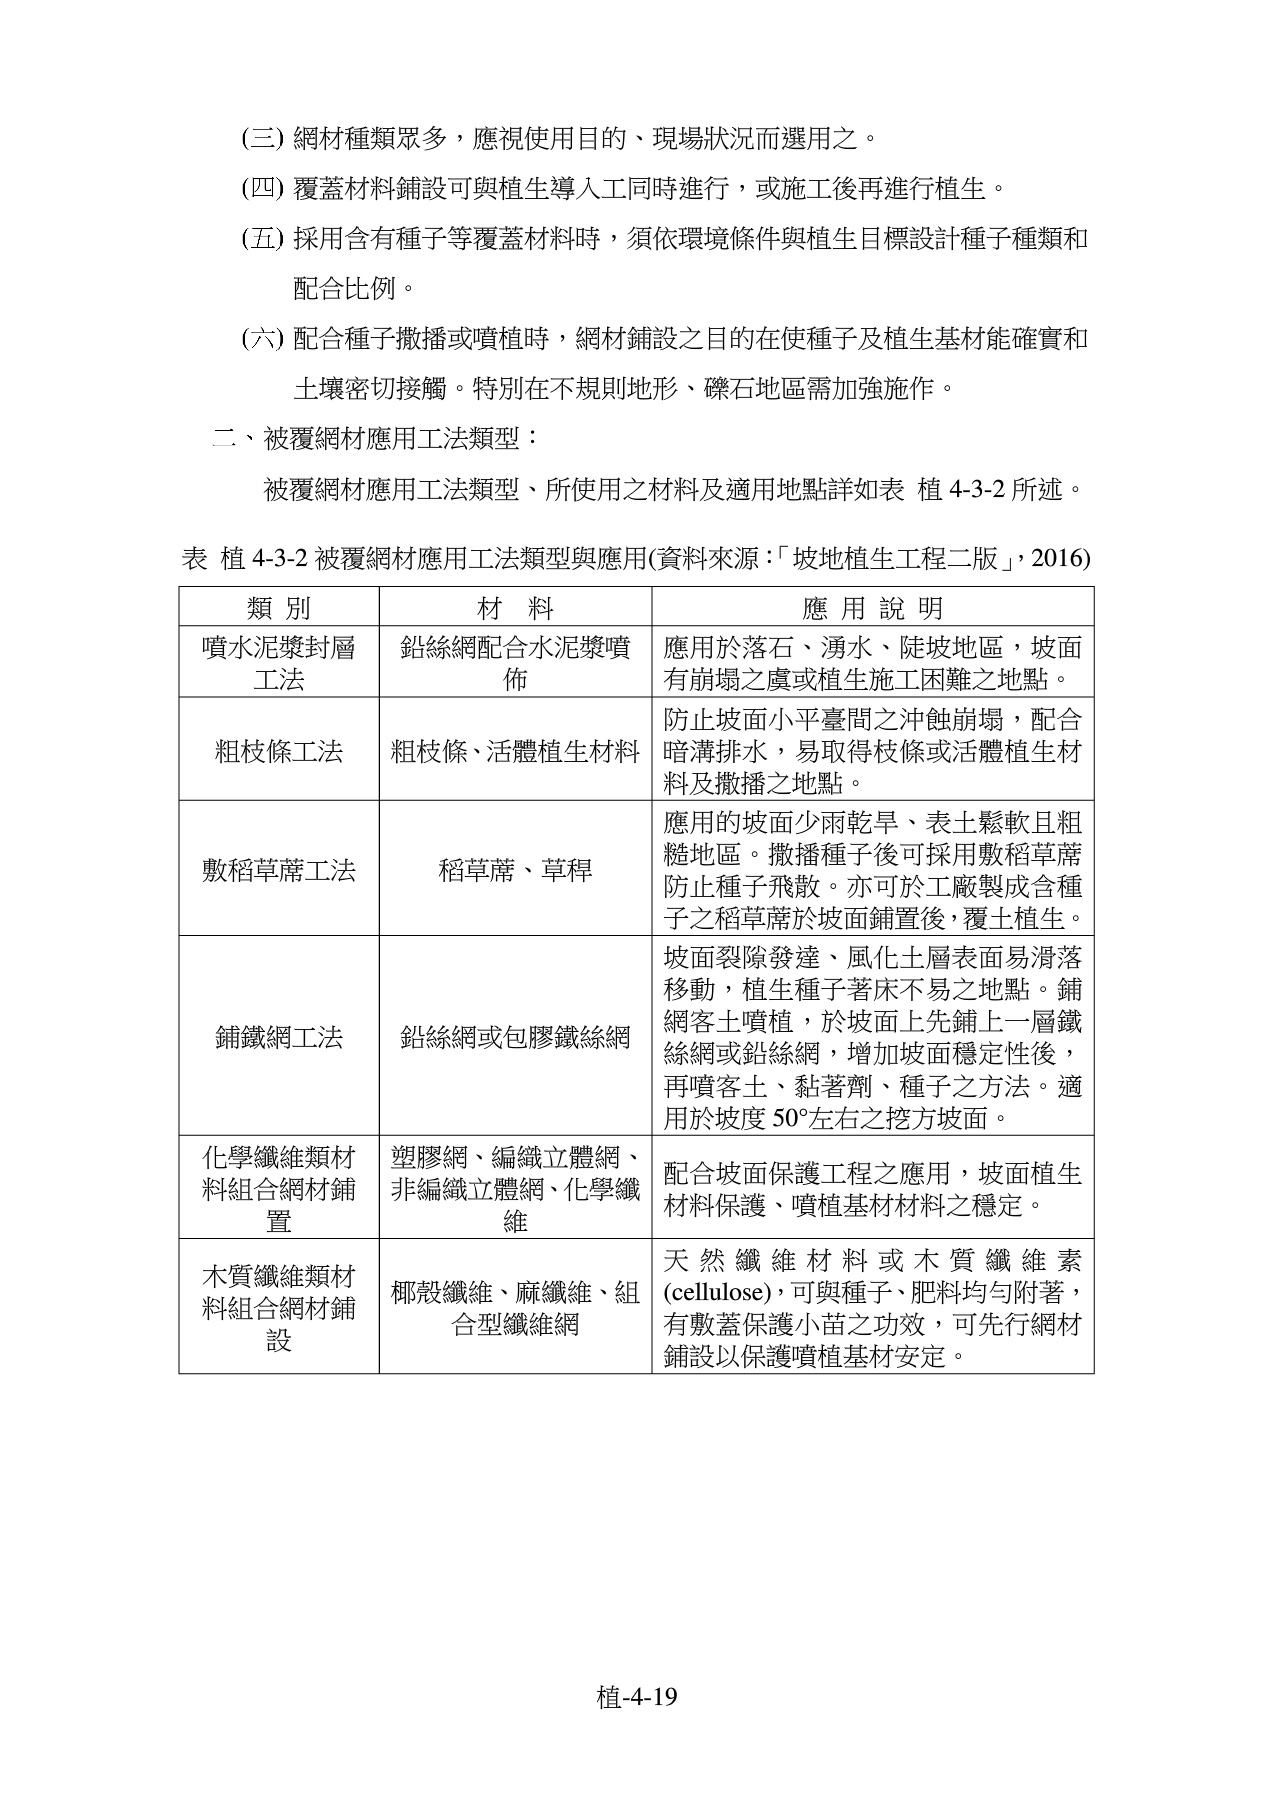 (三) 網材種類眾多，應視使用目的、現場狀況而選用之。
(四) 覆蓋材料鋪設可與植生導入工同時進行，或施工後再進行植生。
(五) 採用含有種子等覆蓋材料時，須依環境條件與植生目標設計種子種類和
配合比例。
(六) 配合種子撒播或噴植時，網材鋪設之目的在使種子及植生基材能確實和
土壤密切接觸。特別在不規則地形、礫石地區需加強施作。
二、被覆網材應用工法類型：
被覆網材應用工法類型、所使用之材料及適用地點詳如表 植 4-3-2 所述。
表 植 4-3-2 被覆網材應用工法類型與應用(資料來源：「坡地植生工程二版」，2016)
類 別
材 料
應 用 說 明
噴水泥漿封層
工法
鉛絲網配合水泥漿噴
佈
應用於落石、湧水、陡坡地區，坡面
有崩塌之虞或植生施工困難之地點。
粗枝條工法
粗枝條、活體植生材料
防止坡面小平臺間之沖蝕崩塌，配合
暗溝排水，易取得枝條或活體植生材
料及撒播之地點。
敷稻草蓆工法
稻草蓆、草稈
應用的坡面少雨乾旱、表土鬆軟且粗
糙地區。撒播種子後可採用敷稻草蓆
防止種子飛散。亦可於工廠製成含種
子之稻草蓆於坡面鋪置後，覆土植生。
鋪鐵網工法
鉛絲網或包膠鐵絲網
坡面裂隙發達、風化土層表面易滑落
移動，植生種子著床不易之地點。鋪
網客土噴植，於坡面上先鋪上一層鐵
絲網或鉛絲網，增加坡面穩定性後，
再噴客土、黏著劑、種子之方法。適
用於坡度 50°左右之挖方坡面。
化學纖維類材
料組合網材鋪
置
塑膠網、編織立體網、
非編織立體網、化學纖
維
配合坡面保護工程之應用，坡面植生
材料保護、噴植基材材料之穩定。
木質纖維類材
料組合網材鋪
設
椰殼纖維、麻纖維、組
合型纖維網
天然纖維材料或木質纖維素
(cellulose)，可與種子、肥料均勻附著，
有敷蓋保護小苗之功效，可先行網材
鋪設以保護噴植基材安定。
植-4-19